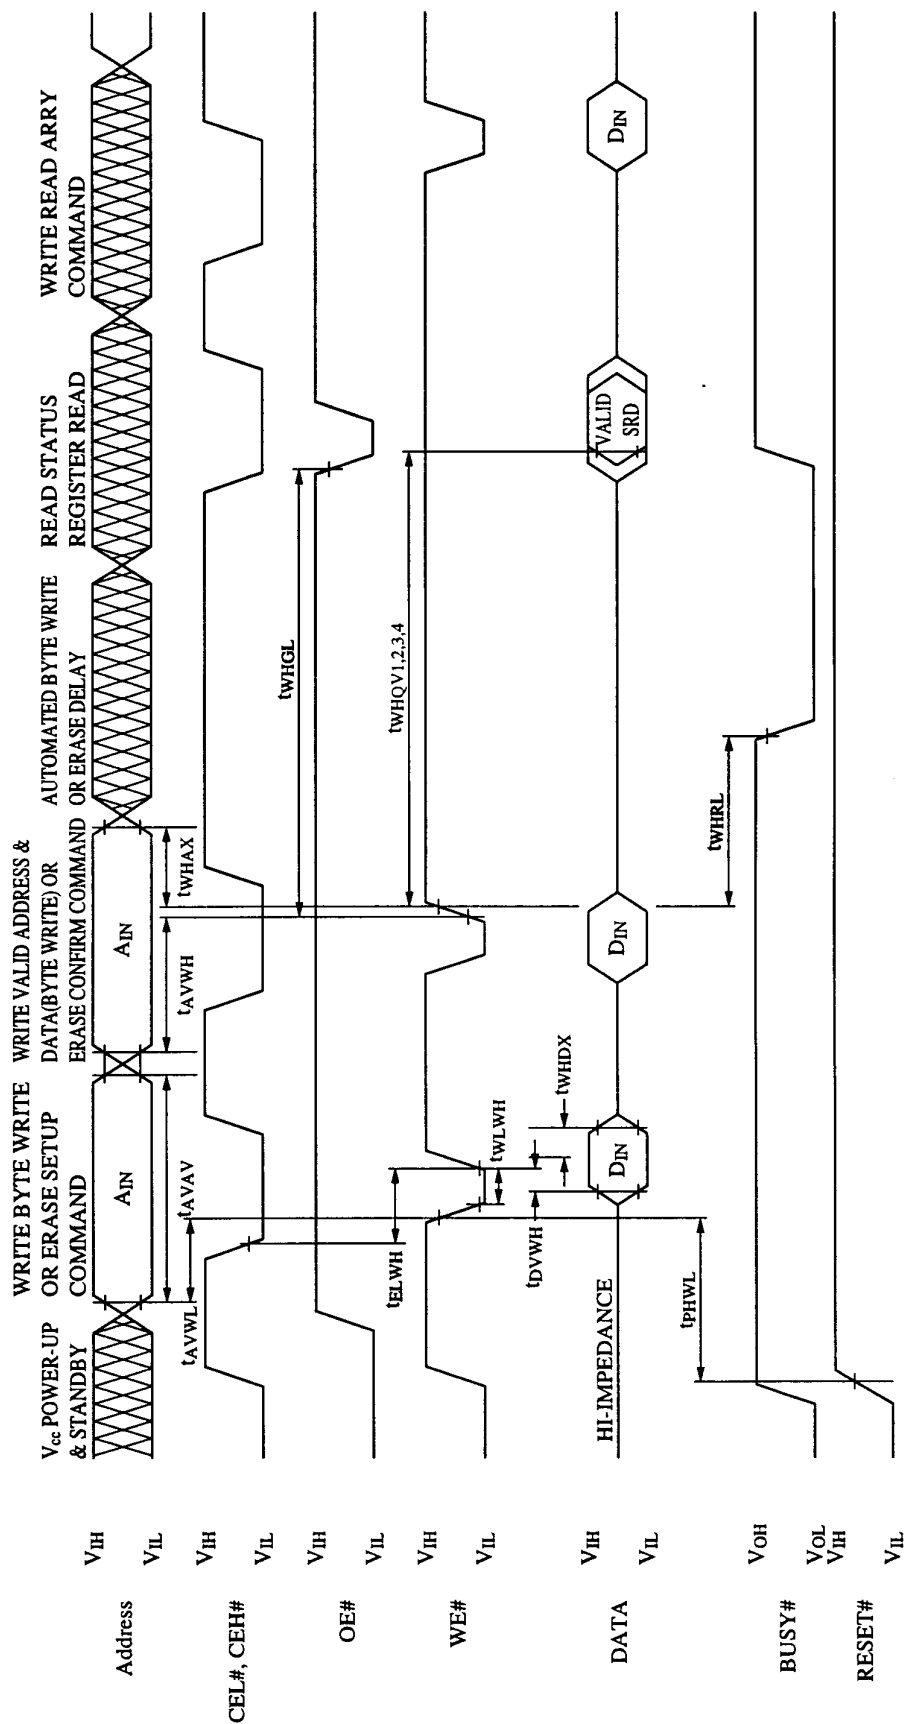 Vcc POWER-UP
& STANDBY
WRITE BYTE WRITE
OR ERASE SETUP
COMMAND
WRITE VALID ADDRESS &
DATA(BYTE WRITE) OR
ERASE CONFIRM COMMAND
AUTOMATED BYTE WRITE
OR ERASE DELAY
READ STATUS
REGISTER READ
WRITE READ ARRY
COMMAND
Address
VIH
VIL
AIN
AIN
tAVWL
tAVAV
tAVWH
tWHAX
CEL#, CEH#
VIH
VIL
OE#
VIH
VIL
tWHGL
tELWH
WE#
VIH
VIL
tWHQV1,2,3,4
tWLWH
tDVWH
tWHDX
DATA
VIH
VIL
HI-IMPEDANCE
DIN
DIN
VALID
SRD
DIN
tPHWL
tWHRL
BUSY#
VOH
VOL
RESET#
VIH
VIL